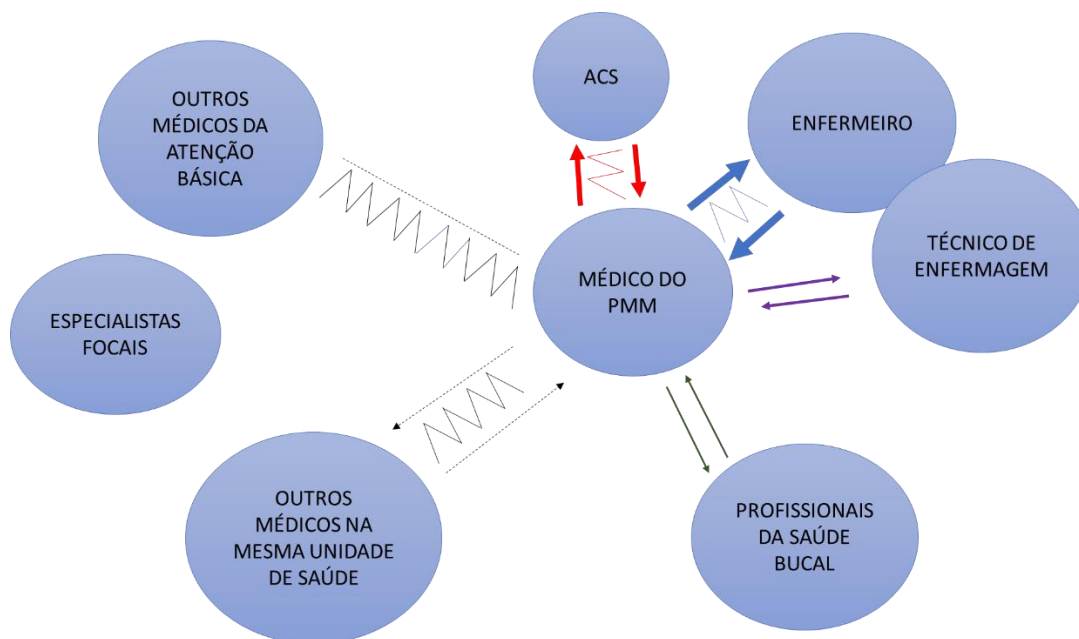 OUTROS
MÉDICOS DA
ATENÇÃO
BÁSICA
ACS
ENFERMEIRO
TÉCNICO DE
ENFERMAGEM
MÉDICO DO
PMM
ESPECIALISTAS
FOCAIS
OUTROS
MÉDICOS NA
MESMA UNIDADE
DE SAÚDE
PROFISSIONAIS
DA SAÚDE
BUCAL